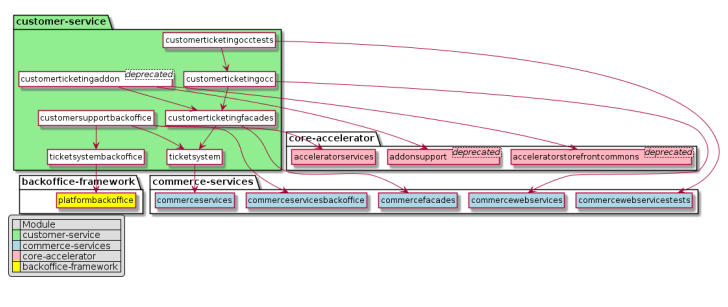 customer-service
customerticketingocctests
customerticketingaddon
deprecated
customerticketingocc
customersupportbackoffice
customerticketingfacades
core-accelerator
ticketsystembackoffice
ticketsystem
acceleratorservices
addonsupport
deprecated
acceleratorstorefrontcommons
deprecated
backoffice-framework
commerce-services
platformbackoffice
commerceservices
commerceservicesbackoffice
commercefacades
commercewebservices
commercewebservicestests
Module
customer-service
commerce-services
core-accelerator
backoffice-framework